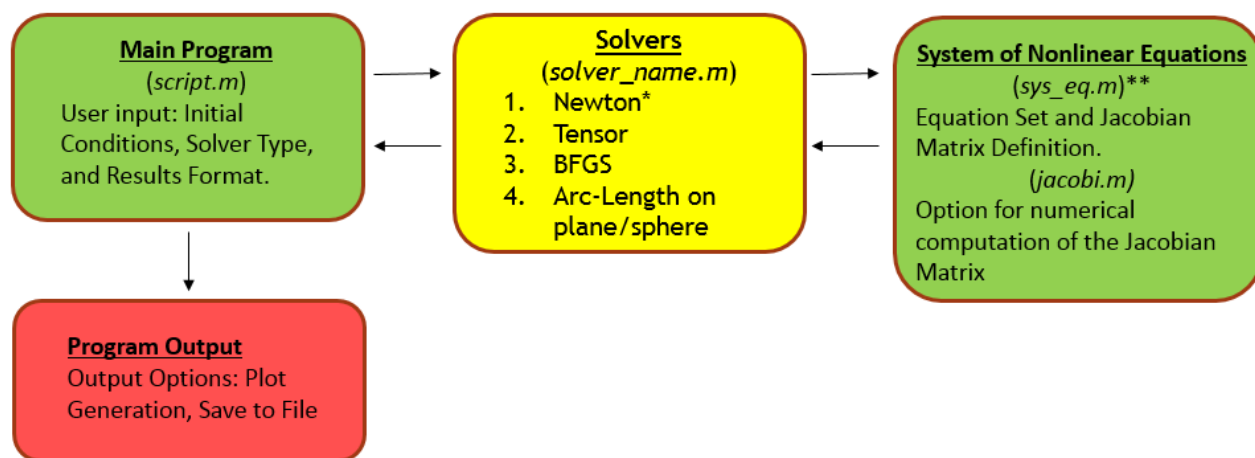 Main Program
(script.m)
User input: Initial
Conditions, Solver Type,
and Results Format.
Solvers
(solver_name.m)
1. Newton*
2. Tensor
3. BFGS
4. Arc-Length on
plane/sphere
System of Nonlinear Equations
(sys_eq.m)**
Equation Set and Jacobian
Matrix Definition.
(jacobi.m)
Option for numerical
computation of the Jacobian
Matrix
Program Output
Output Options: Plot
Generation, Save to File